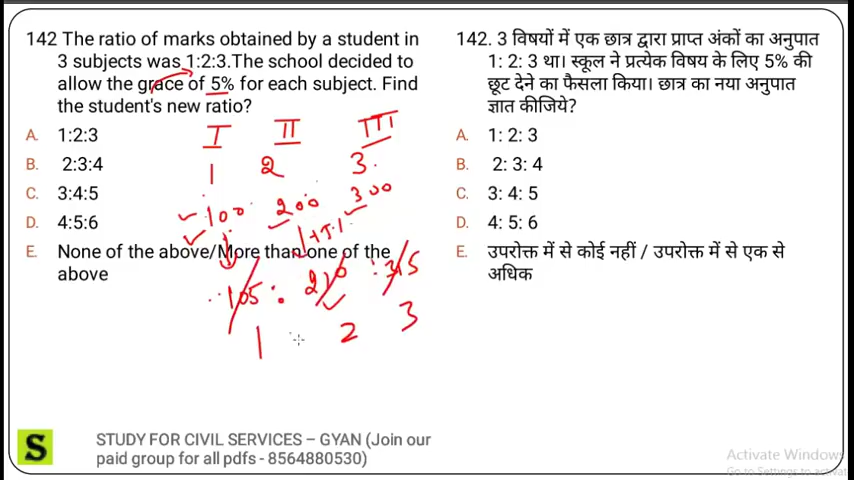 142 The ratio of marks obtained by a student in
3 subjects was 1:2:3.The school decided to
allow the grace of 5% for each subject. Find
the student's new ratio?
A. 1:2:3
B. 2:3:4
C. 3:4:5
D. 4:5:6
E. None of the above/More than one of the
above
I II III
1 2 3
100 200 300
+5%
105 : 210 : 315
1 2 3
142. 3 विषयों में एक छात्र द्वारा प्राप्त अंकों का अनुपात
1: 2: 3 था। स्कूल ने प्रत्येक विषय के लिए 5% की
छूट देने का फैसला किया। छात्र का नया अनुपात
ज्ञात कीजिये?
A. 1: 2: 3
B. 2: 3: 4
C. 3: 4: 5
D. 4: 5: 6
E. उपरोक्त में से कोई नहीं / उपरोक्त में से एक से
अधिक
S
STUDY FOR CIVIL SERVICES – GYAN (Join our
paid group for all pdfs - 8564880530)
Activate Windows
Go to Settings to activat